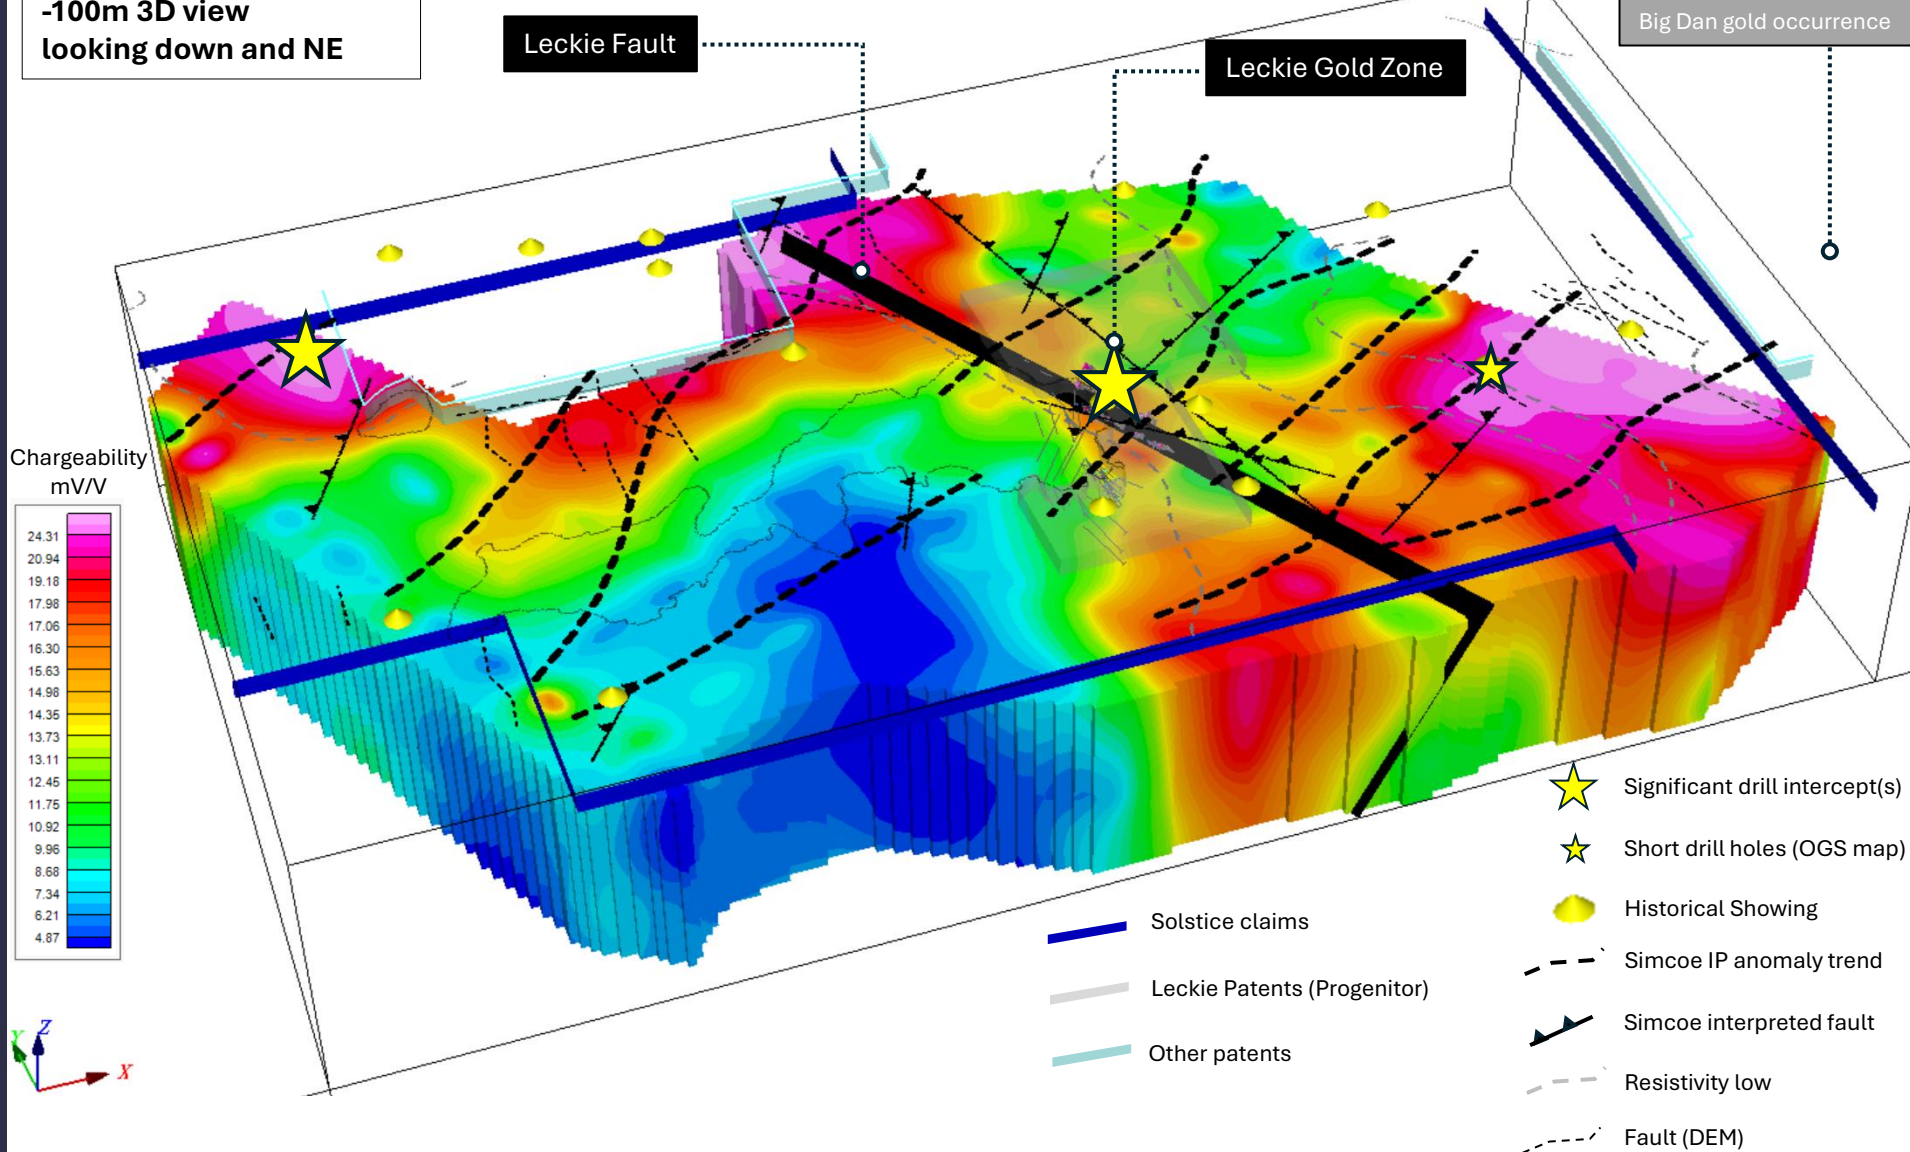 -100m 3D view
looking down and NE
Leckie Fault
Leckie Gold Zone
Big Dan gold occurrence
Chargeability
mV/V
24.31
20.94
19.18
17.98
17.06
16.30
15.63
14.98
14.35
13.73
13.11
12.45
11.75
10.92
9.96
8.68
7.34
6.21
4.87
Y
Z
X
Solstice claims
Leckie Patents (Progenitor)
Other patents
Significant drill intercept(s)
Short drill holes (OGS map)
Historical Showing
Simcoe IP anomaly trend
Simcoe interpreted fault
Resistivity low
Fault (DEM)